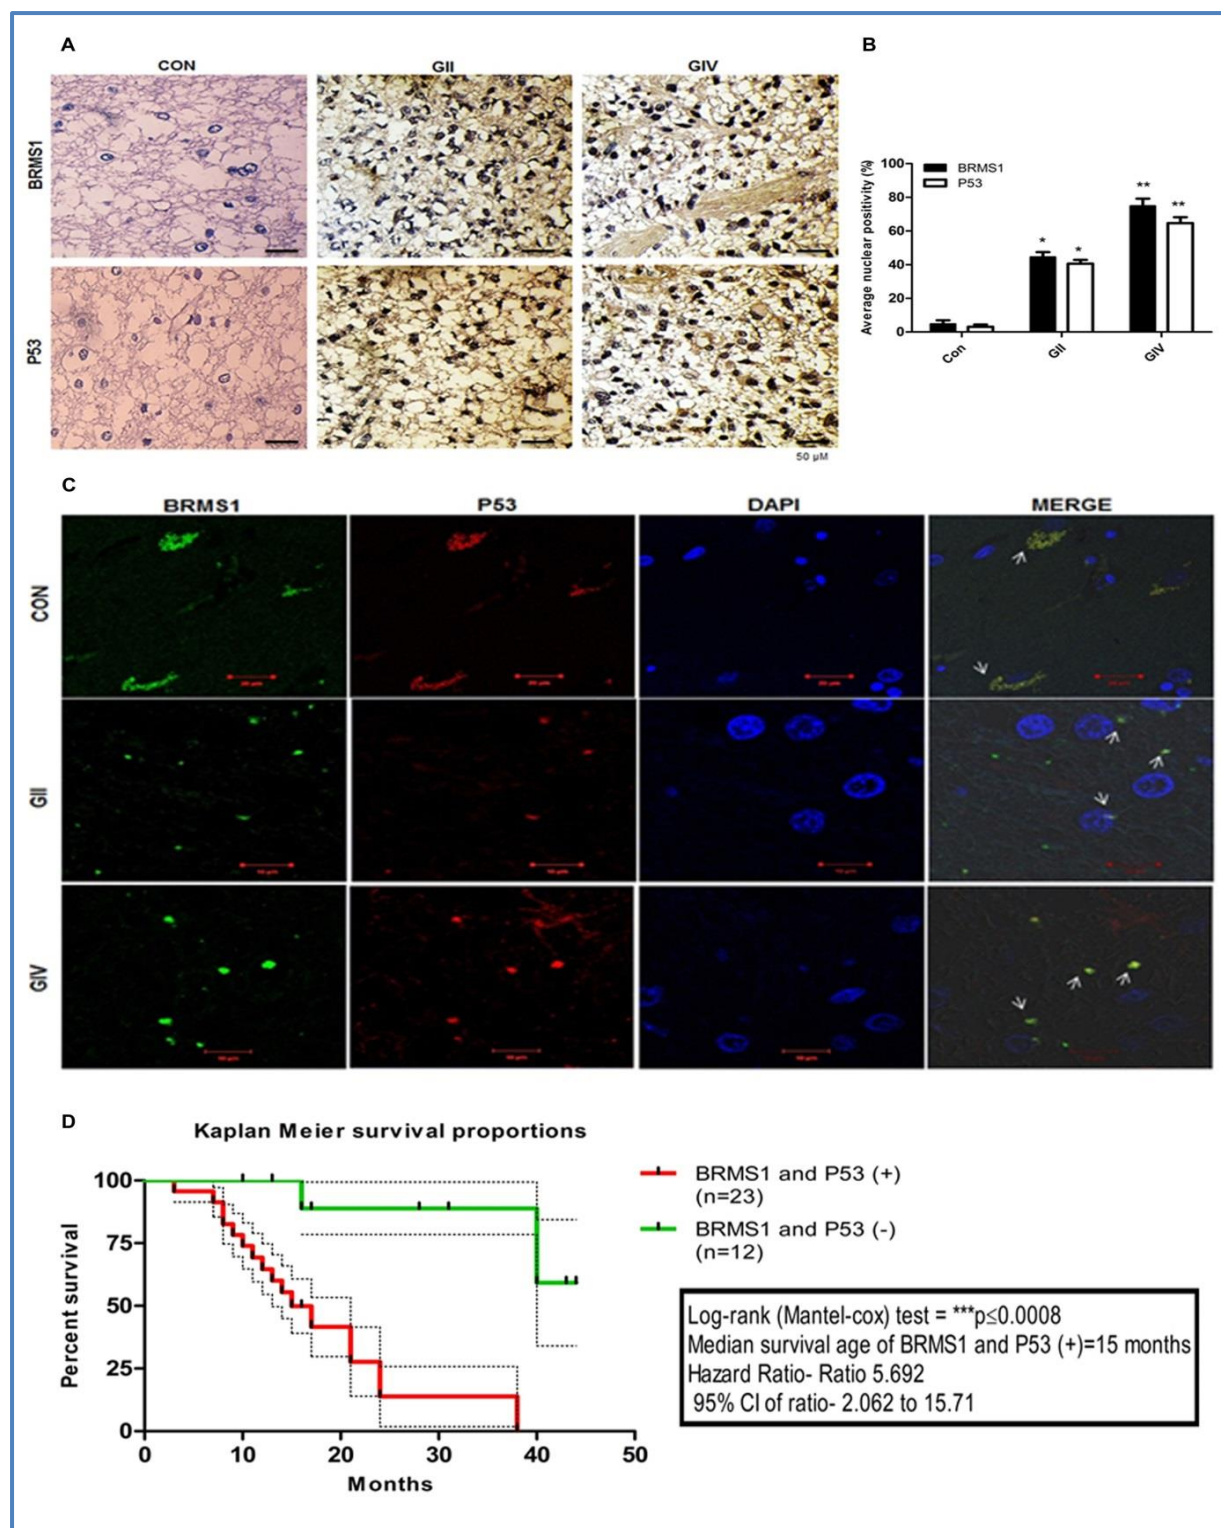 A
CON
GII
GIV
BRMS1
P53
50 µM
B
Average nuclear positivity (%)
100
80
60
40
20
0
BRMS1
P53
*
*
**
**
Con
GII
GIV
C
BRMS1
P53
DAPI
MERGE
CON
GII
GIV
D
Kaplan Meier survival proportions
Percent survival
100
75
50
25
0
0
10
20
30
40
50
Months
BRMS1 and P53 (+)
(n=23)
BRMS1 and P53 (-)
(n=12)
Log-rank (Mantel-cox) test = ***p≤0.0008
Median survival age of BRMS1 and P53 (+)=15 months
Hazard Ratio- Ratio 5.692
95% CI of ratio- 2.062 to 15.71